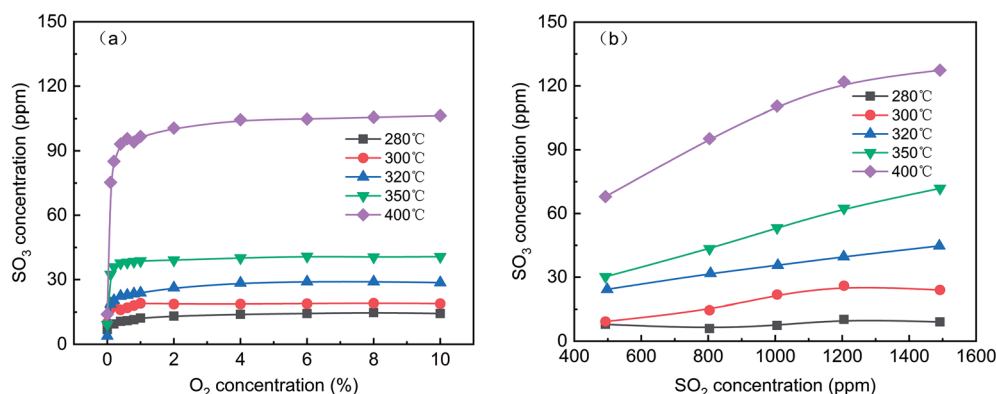 (a)
150
120
90
60
30
0
SO₃ concentration (ppm)
280℃
300℃
320℃
350℃
400℃
0 2 4 6 8 10
O₂ concentration (%)
(b)
150
120
90
60
30
0
SO₃ concentration (ppm)
280℃
300℃
320℃
350℃
400℃
400 600 800 1000 1200 1400 1600
SO₂ concentration (ppm)